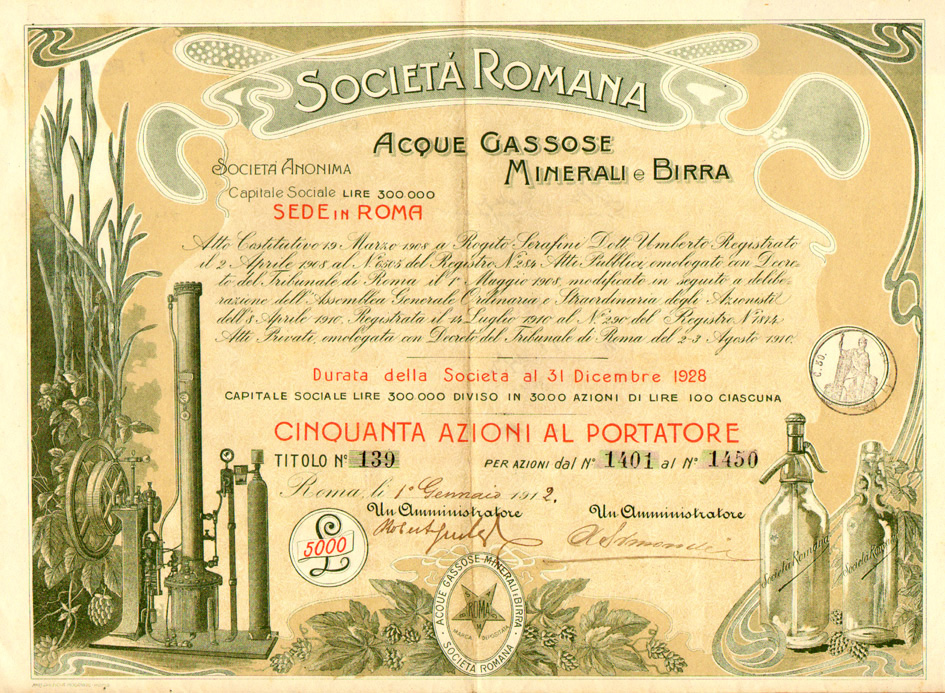 SOCIETÁ ROMANA
ACQUE GASSOSE
MINERALI e BIRRA
SOCIETÀ ANONIMA
Capitale Sociale LIRE 300.000
SEDE IN ROMA
Atto Costitutivo 19 Marzo 1908 a Rogito Serafini Dott. Umberto Registrato
il 2 Aprile 1908 al N° 6505 del Registro N° 284 Atti Pubblici, omologato con Decre-
to del Tribunale di Roma il 1° Maggio 1908, modificato in seguito a delibe-
razione dell'Assemblea Generale Ordinaria e Straordinaria degli Azionisti
dell'8 Aprile 1910. Registrata il 14 Luglio 1910 al N° 290 del Registro N° 1814
Atti Privati, omologata con Decreto del Tribunale di Roma del 2-3 Agosto 1910.
Durata della Società al 31 Dicembre 1928
CAPITALE SOCIALE LIRE 300.000 DIVISO IN 3000 AZIONI DI LIRE 100 CIASCUNA
C. 50.
CINQUANTA AZIONI AL PORTATORE
TITOLO N° 139 PER AZIONI dal N° 1401 al N° 1450
Roma, li 1° Gennaio 1912.
Un Amministratore Un Amministratore
£ 5000
Società Romana
Società Romana
ACQUE GASSOSE·MINERALI E BIRRA
ROMA
MARCA DEPOSITATA
SOCIETÀ ROMANA